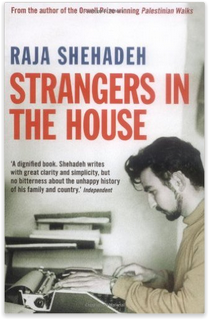 From the author of the Orwell Prize-winning Palestinian Walks
RAJA SHEHADEH
STRANGERS IN
THE HOUSE
'A dignified book. Shehadeh writes
with great clarity and simplicity, but
no bitterness about the unhappy history
of his family and country.' Independent